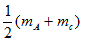 ½(m_A + m_c)